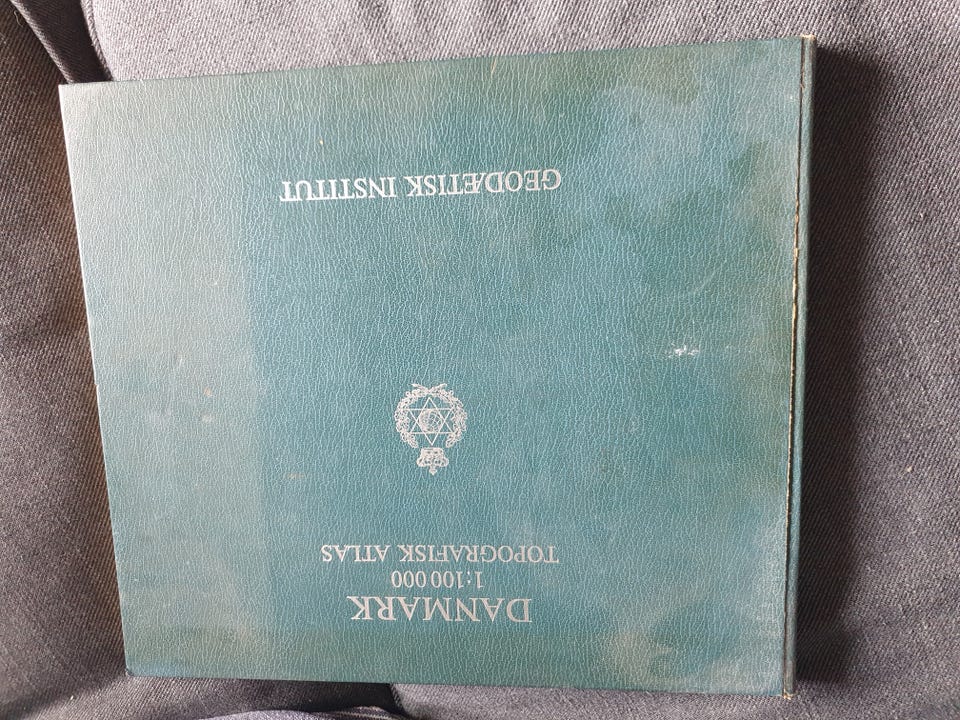 DANMARK
1:100 000
TOPOGRAFISK ATLAS
GEODÆTISK INSTITUT